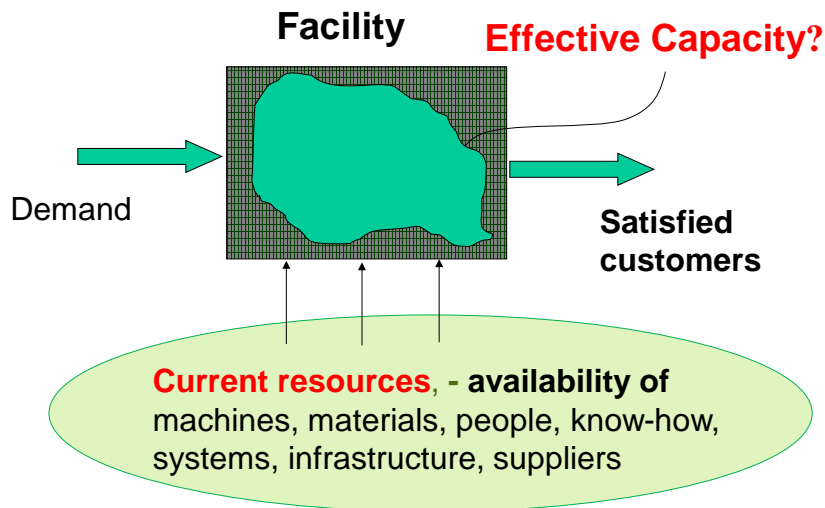 Facility
Effective Capacity?
Demand
Satisfied
customers
Current resources, - availability of
machines, materials, people, know-how,
systems, infrastructure, suppliers